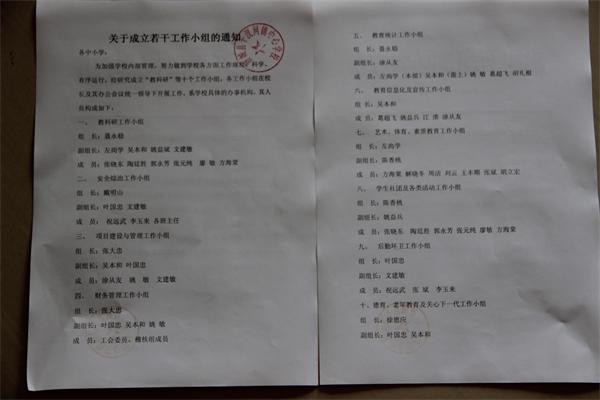 关于成立若干工作小组的通知
各中小学:
为加强学校内部管理,努力做到学校各方面工作规范、科学、
有序运行,经研究成立“教科研”等十个工作小组,各工作小组在校
长及其办公会议统一领导下开展工作,系学校具体的办事机构,其人
员构成如下:
一、 教科研工作小组
组 长:聂永稳
副组长:左尚学 吴本和 姚益斌 文建敏
成 员:张晓东 陶廷胜 郭永芳 张元纯 廖敏 方海棠
二、 安全综治工作小组
组 长:戴明山
副组长:叶国忠 文建敏
成 员: 祝远武 李玉来 各班主任
三、 项目建设与管理工作小组
组 长:张大忠
副组长:吴本和 叶国忠
成 员:涂从友 姚 敏 文建敏
四、 财务管理工作小组
组 长:张大忠
副组长:叶国忠 吴本和 姚 敏
成 员:工会委员、稽核组成员
五、 教育统计工作小组
组 长:聂永稳
副组长:涂从友
成 员:左尚学(本部)吴本和(面上)姚 敏 葛超飞 胡礼根
六、 教育信息化及宣传工作小组
组 长:吴本和
成 员:葛超飞 姚益兵 江 淮 涂从友
七、 艺术、体育、素质教育工作小组
组 长:左尚学
副组长:陈香桃
成 员:方海棠 解晓冬 周洁 刘云 王本刚 张斌 胡立宏
八、 学生社团及各类活动工作小组
组 长:陈香桃
副组长:姚益兵
成 员:张晓东 陶廷胜 郭永芳 张元纯 廖敏 方海棠
九、 后勤环卫工作小组
组 长:叶国忠
副组长:文建敏
成 员:祝远武 张 斌 李玉来
十、德育、老年教育及关心下一代工作小组
组 长:徐恩应
副组长:叶国忠 吴本和